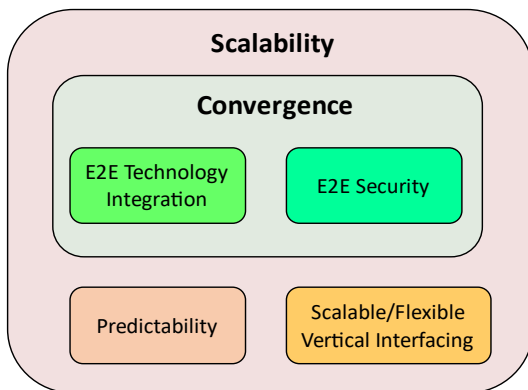 Scalability
Convergence
E2E Technology
Integration
E2E Security
Predictability
Scalable/Flexible
Vertical Interfacing